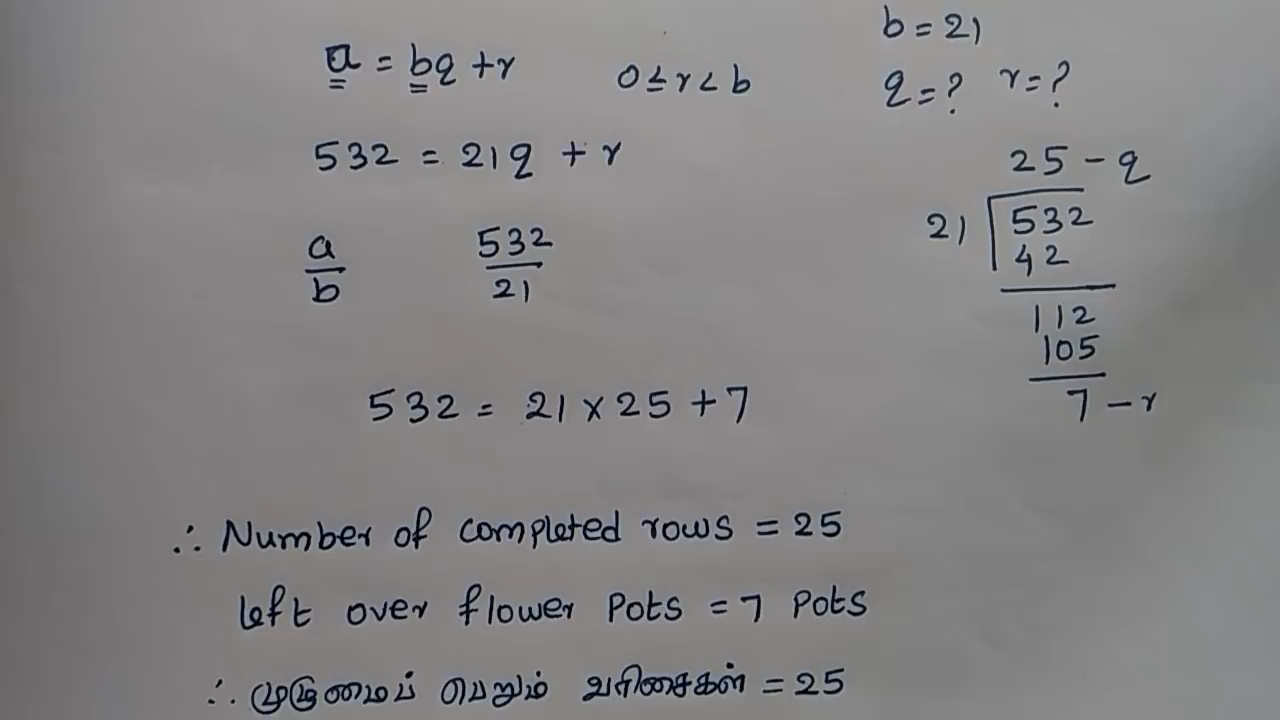 a = bq + r 0 ≤ r < b
b = 21
q = ? r = ?
532 = 21q + r
a/b 532/21
25 - q
21 532
42
112
105
7 - r
532 = 21 × 25 + 7
∴ Number of completed rows = 25
left over flower Pots = 7 Pots
∴ முழுமைப் பெறும் வரிசைகள் = 25